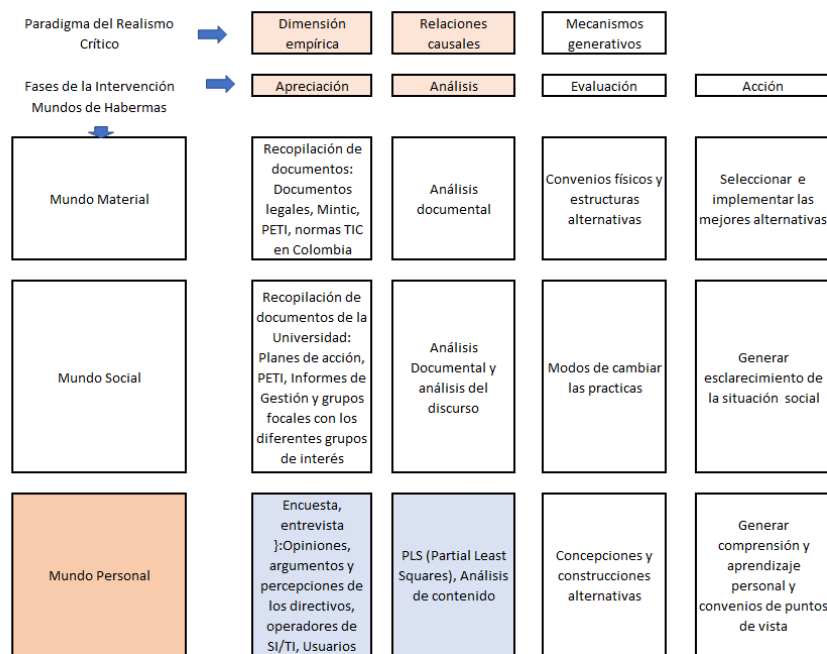 Paradigma del Realismo
Crítico
Dimensión
empírica
Relaciones
causales
Mecanismos
generativos
Fases de la Intervención
Mundos de Habermas
Apreciación
Análisis
Evaluación
Acción
Mundo Material
Recopilación de
documentos:
Documentos
legales, Mintic,
PETI, normas TIC
en Colombia
Análisis
documental
Convenios físicos y
estructuras
alternativas
Seleccionar e
implementar las
mejores alternativas
Mundo Social
Recopilación de
documentos de la
Universidad:
Planes de acción,
PETI, Informes de
Gestión y grupos
focales con los
diferentes grupos
de interés
Análisis
Documental y
análisis del
discurso
Modos de cambiar
las practicas
Generar
esclarecimiento de
la situación social
Mundo Personal
Encuesta,
entrevista
}:Opiniones,
argumentos y
percepciones de
los directivos,
operadores de
SI/TI, Usuarios
PLS (Partial Least
Squares), Análisis
de contenido
Concepciones y
construcciones
alternativas
Generar
comprensión y
aprendizaje
personal y
convenios de puntos
de vista